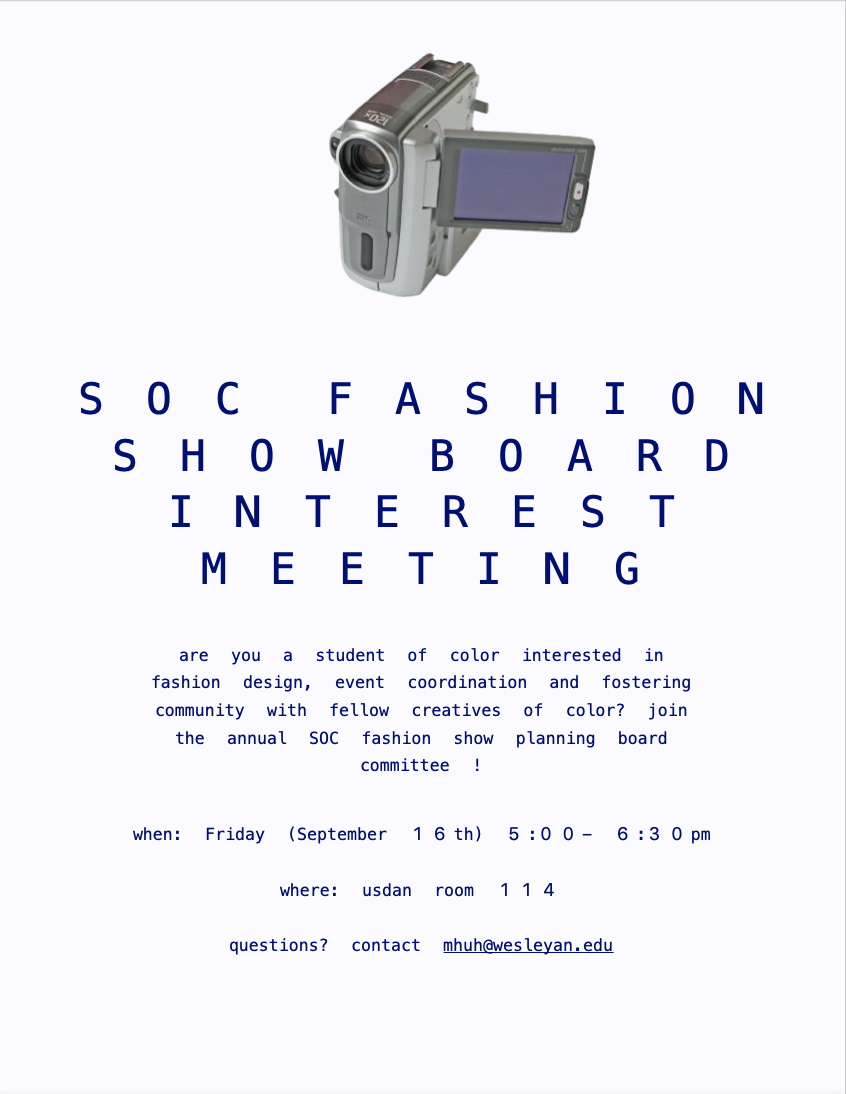 SOC FASHION
SHOW BOARD
INTEREST
MEETING
are you a student of color interested in
fashion design, event coordination and fostering
community with fellow creatives of color? join
the annual SOC fashion show planning board
committee !
when: Friday (September 16th) 5:00- 6:30pm
where: usdan room 114
questions? contact mhuh@wesleyan.edu